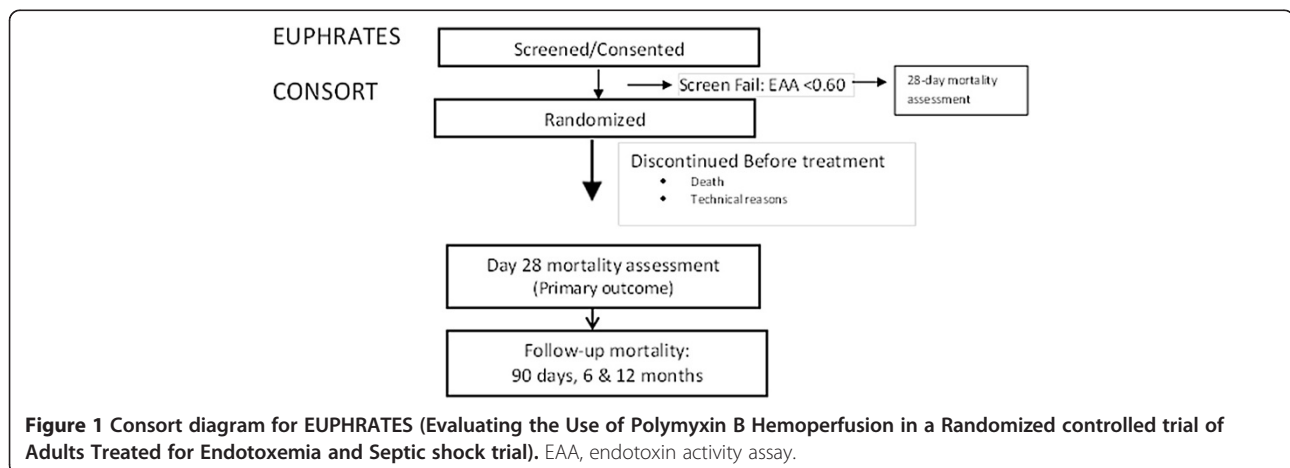 EUPHRATES
CONSORT
Screened/Consented
Screen Fail: EAA <0.60
28-day mortality
assessment
Randomized
Discontinued Before treatment
◆ Death
◆ Technical reasons
Day 28 mortality assessment
(Primary outcome)
Follow-up mortality:
90 days, 6 & 12 months
Figure 1 Consort diagram for EUPHRATES (Evaluating the Use of Polymyxin B Hemoperfusion in a Randomized controlled trial of
Adults Treated for Endotoxemia and Septic shock trial). EAA, endotoxin activity assay.